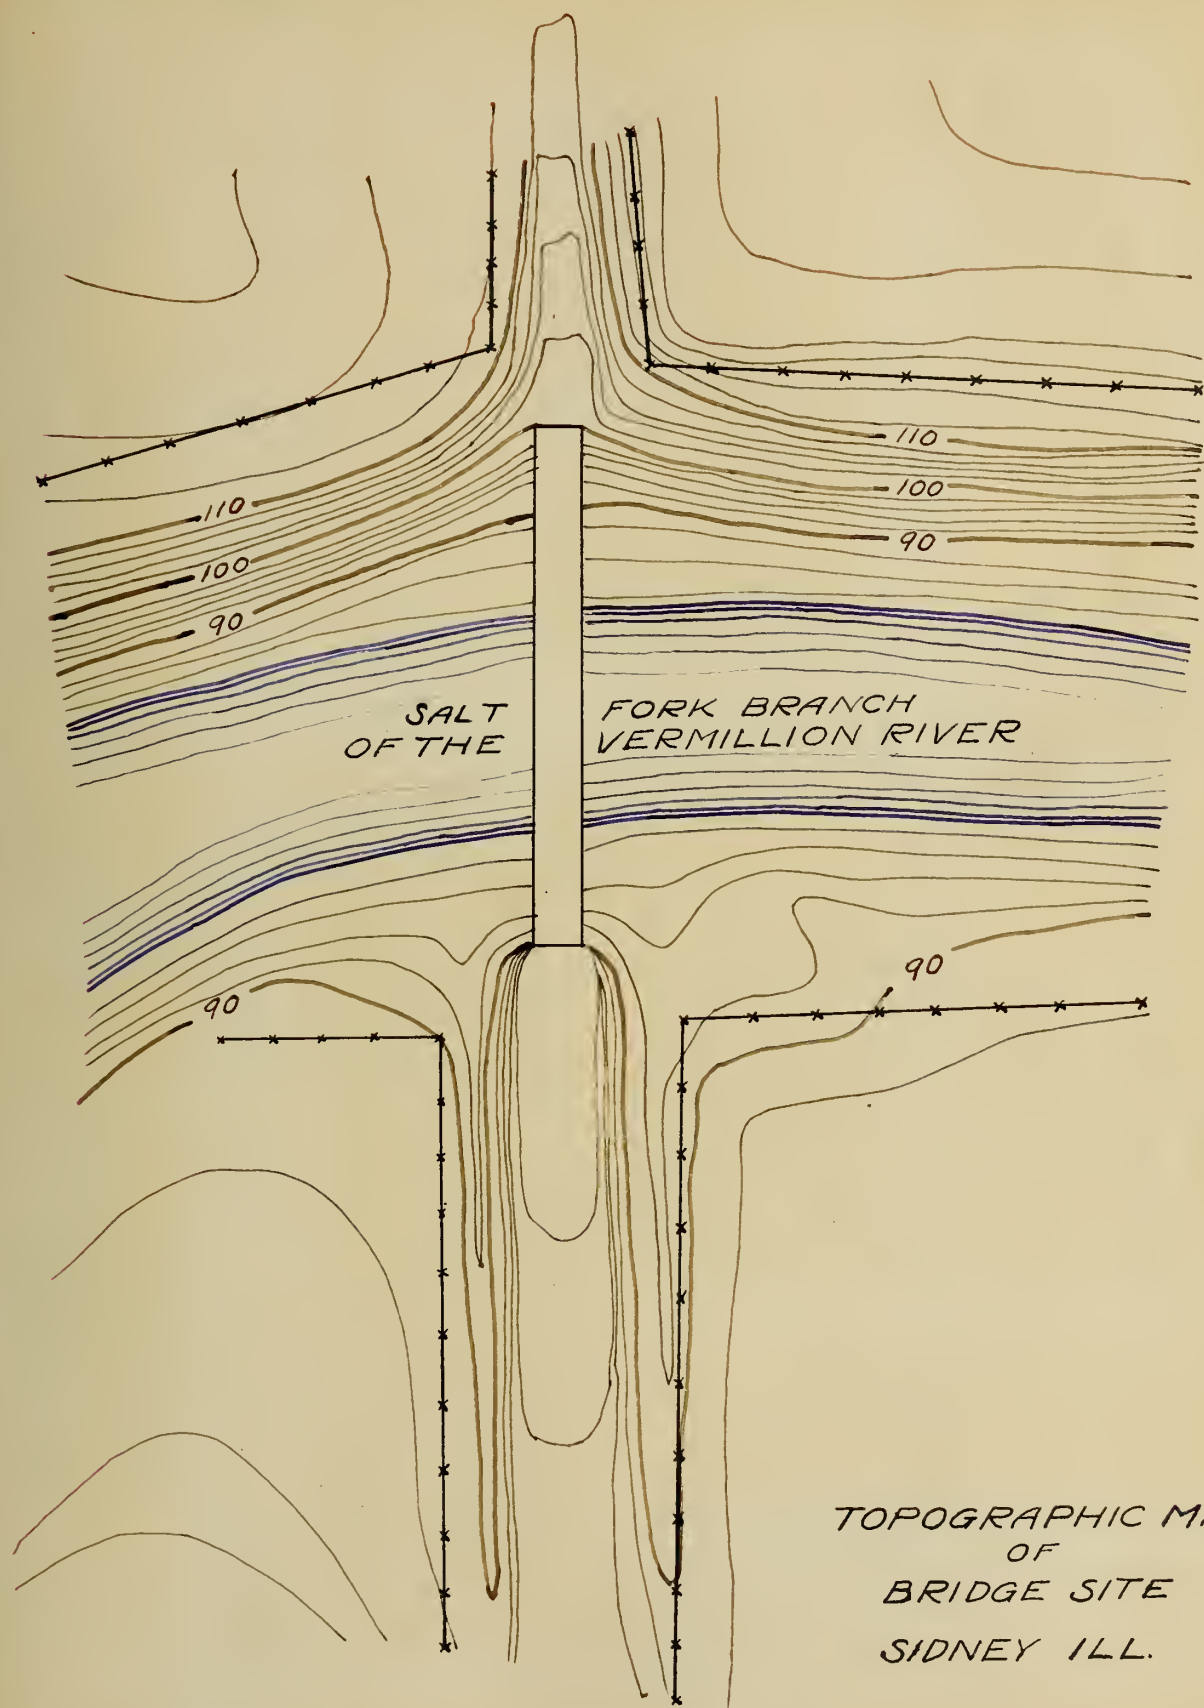 110
100
90
110
100
90
SALT FORK BRANCH
OF THE VERMILLION RIVER
90
90
TOPOGRAPHIC
OF
BRIDGE SITE
SIDNEY ILL.